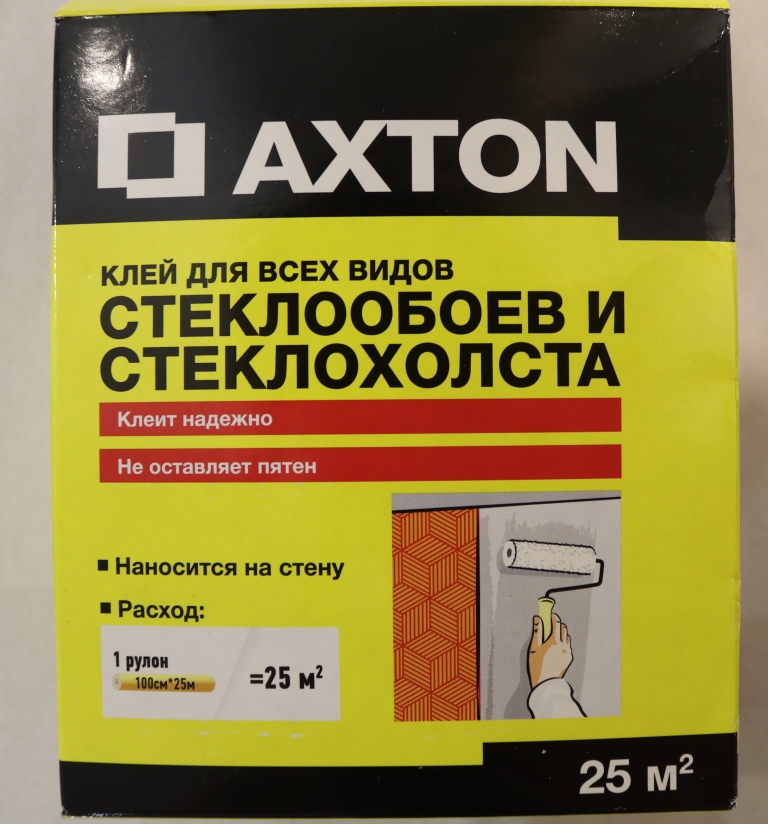 AXTON
КЛЕЙ ДЛЯ ВСЕХ ВИДОВ
СТЕКЛООБОЕВ И
СТЕКЛОХОЛСТА
Клеит надежно
Не оставляет пятен
Наносится на стену
Расход:
1 рулон
100см*25м
=25 м²
25 м²